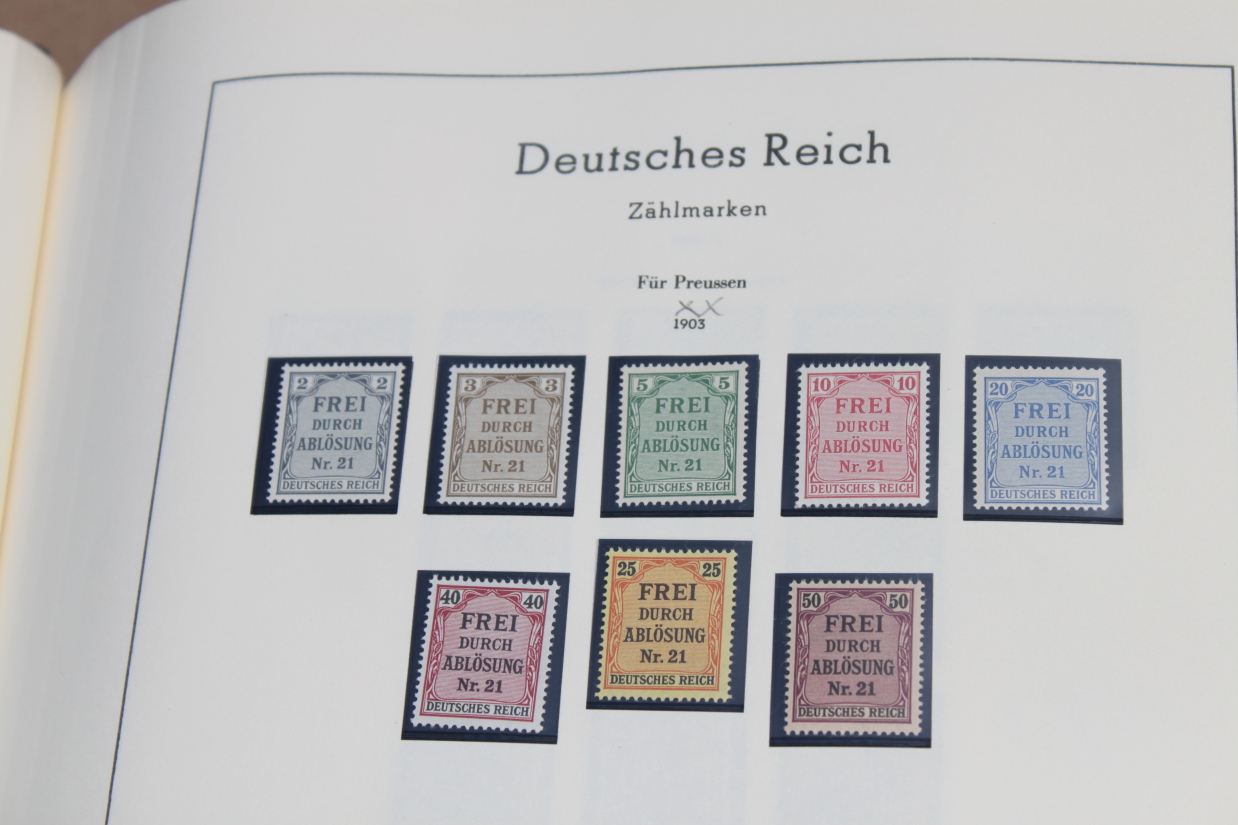 Deutsches Reich
Zählmarken
Für Preussen
XX
1903
2 2
FREI
DURCH
ABLÖSUNG
Nr. 21
DEUTSCHES REICH
3 3
FREI
DURCH
ABLÖSUNG
Nr. 21
DEUTSCHES REICH
5 5
FREI
DURCH
ABLÖSUNG
Nr. 21
DEUTSCHES REICH
10 10
FREI
DURCH
ABLÖSUNG
Nr. 21
DEUTSCHES REICH
20 20
FREI
DURCH
ABLÖSUNG
Nr. 21
DEUTSCHES REICH
40 40
FREI
DURCH
ABLÖSUNG
Nr. 21
DEUTSCHES REICH
25 25
FREI
DURCH
ABLÖSUNG
Nr. 21
DEUTSCHES REICH
50 50
FREI
DURCH
ABLÖSUNG
Nr. 21
DEUTSCHES REICH